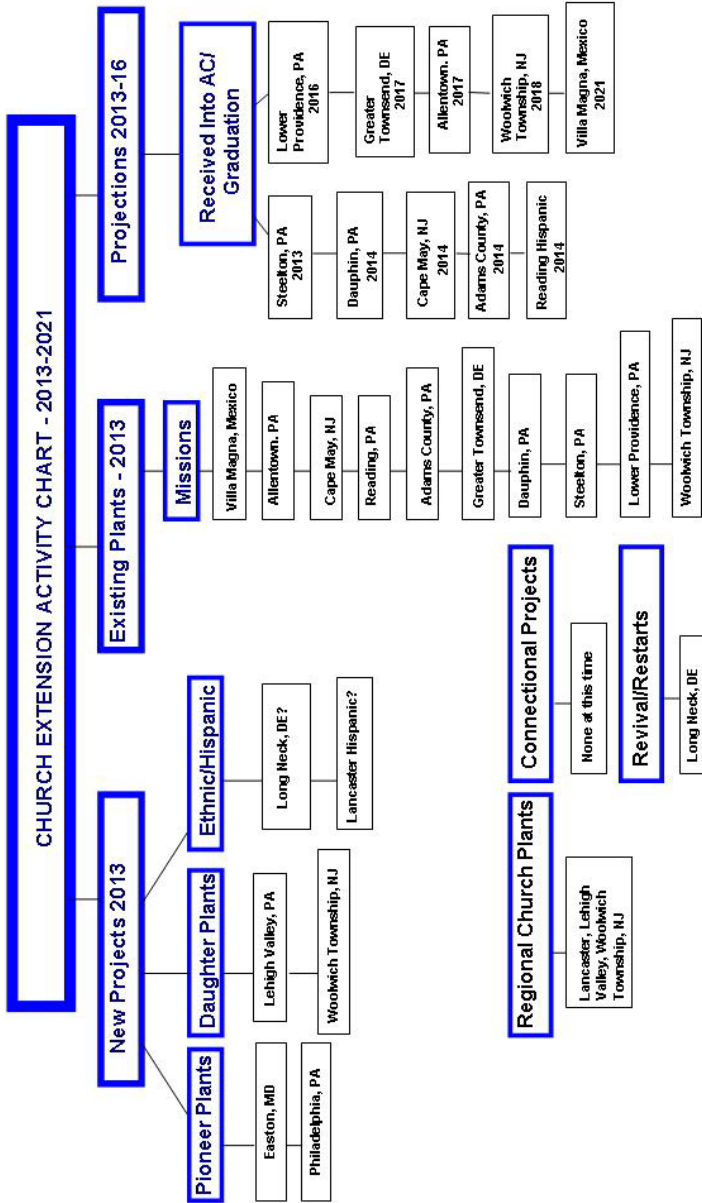 CHURCH EXTENSION ACTIVITY CHART - 2013-2021
New Projects 2013
Pioneer Plants
Easton, MD
Philadelphia, PA
Daughter Plants
Lehigh Valley, PA
Woolwich Township, NJ
Ethnic/Hispanic
Long Neck, DE?
Lancaster Hispanic?
Existing Plants - 2013
Missions
Villa Magna, Mexico
Allentown. PA
Cape May, NJ
Reading, PA
Adams County, PA
Greater Townsend, DE
Dauphin, PA
Steelton, PA
Lower Providence, PA
Woolwich Township, NJ
Projections 2013-16
Received Into AC/
Graduation
Steelton, PA
2013
Dauphin, PA
2014
Cape May, NJ
2014
Adams County, PA
2014
Reading Hispanic
2014
Lower
Providence, PA
2016
Greater
Townsend, DE
2017
Allentown. PA
2017
Woolwich
Township, NJ
2018
Villa Magna, Mexico
2021
Regional Church Plants
Lancaster, Lehigh
Valley, Woolwich
Township, NJ
Connectional Projects
None at this time
Revival/Restarts
Long Neck, DE